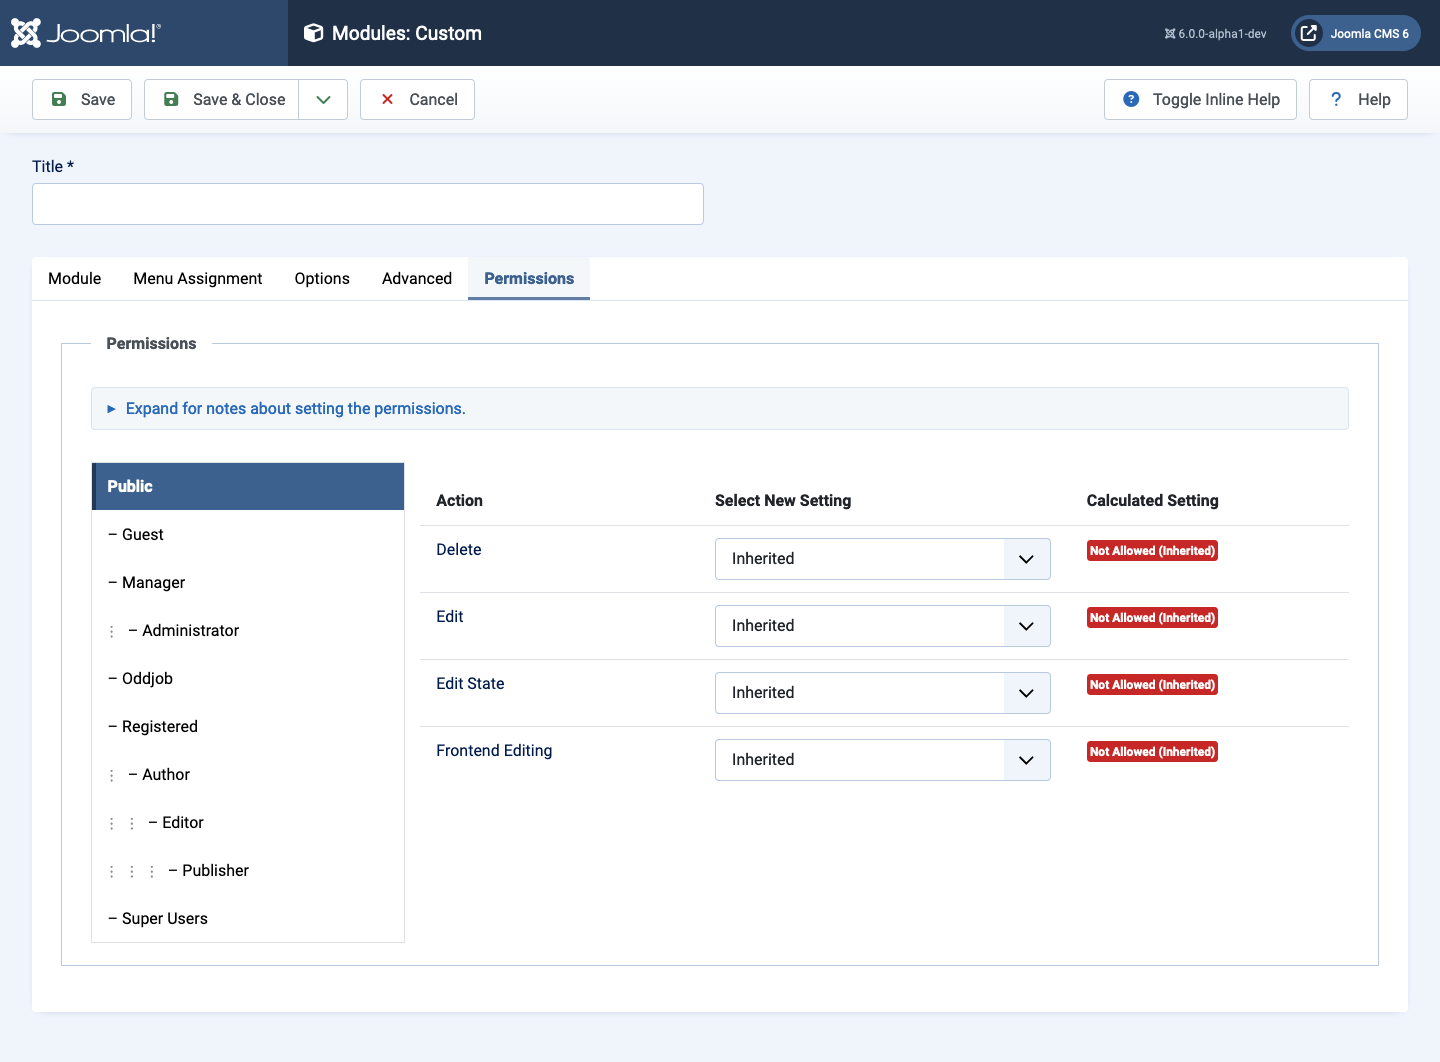 Joomla!®
Modules: Custom
6.0.0-alpha1-dev
Joomla CMS 6
Save
Save & Close
Cancel
Toggle Inline Help
? Help
Title *
Module
Menu Assignment
Options
Advanced
Permissions
Permissions
Expand for notes about setting the permissions.
Public
– Guest
– Manager
– Administrator
– Oddjob
– Registered
– Author
– Editor
– Publisher
– Super Users
Action Select New Setting Calculated Setting
Delete Inherited Not Allowed (Inherited)
Edit Inherited Not Allowed (Inherited)
Edit State Inherited Not Allowed (Inherited)
Frontend Editing Inherited Not Allowed (Inherited)